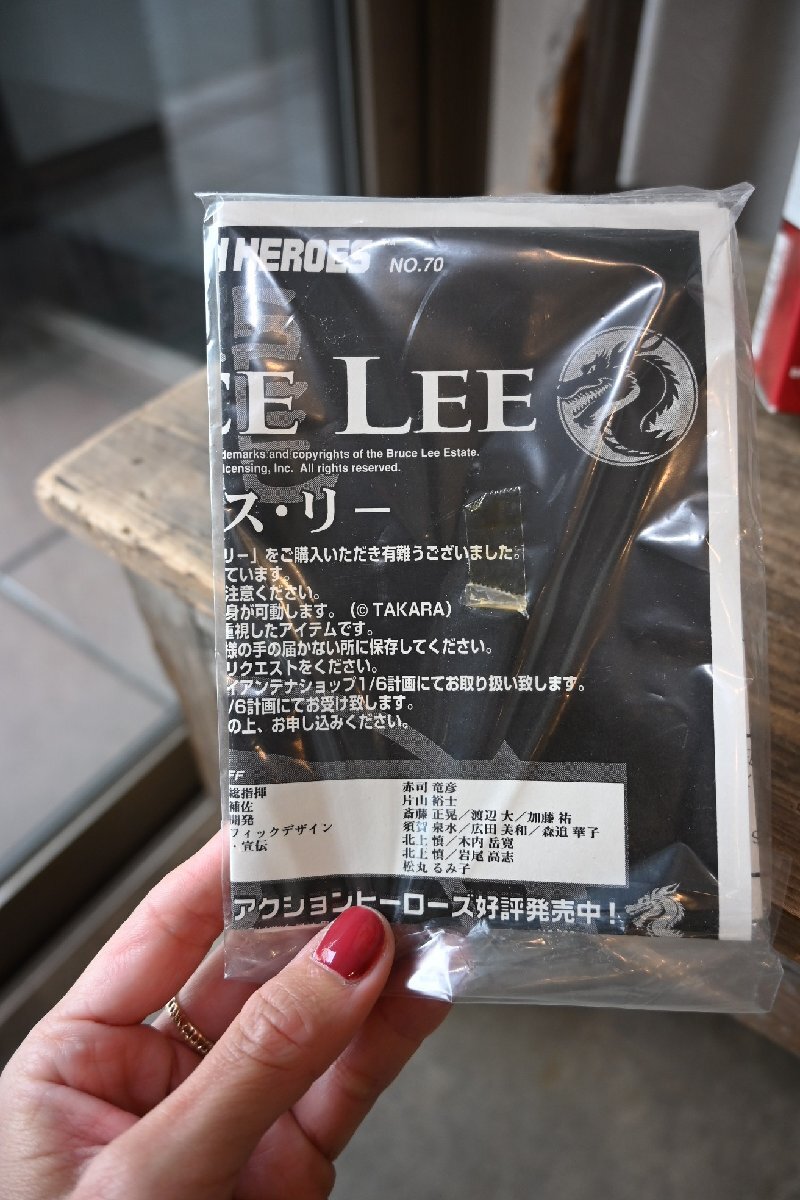 HEROES™ NO.70
CE LEE
demarks and copyrights of the Bruce Lee Estate.
icensing, Inc. All rights reserved.
ス・リー
リー」をご購入いただき有難うございました。
ています。
注意ください。
身が可動します。（© TAKARA）
重視したアイテムです。
様の手の届かない所に保存してください。
リクエストをください。
イアンテナショップ1/6計画にてお取り扱い致します。
/6計画にてお受け致します。
の上、お申し込みください。
FF
総指揮 赤司 竜彦
補佐 片山 裕士
開発 斎藤 正晃／渡辺 大／加藤 祐
須賀 泉水／広田 美和／森迫 華子
フィックデザイン 北上 慎／木内 岳寛
・宣伝 北上 慎／岩尾 高志
松丸 るみ子
アクションヒーローズ好評発売中！